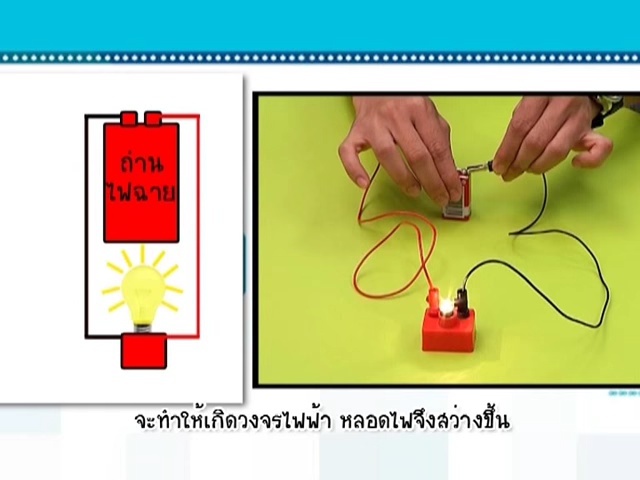 ถ่าน
ไฟฉาย
จะทำให้เกิดวงจรไฟฟ้า หลอดไฟจึงสว่างขึ้น